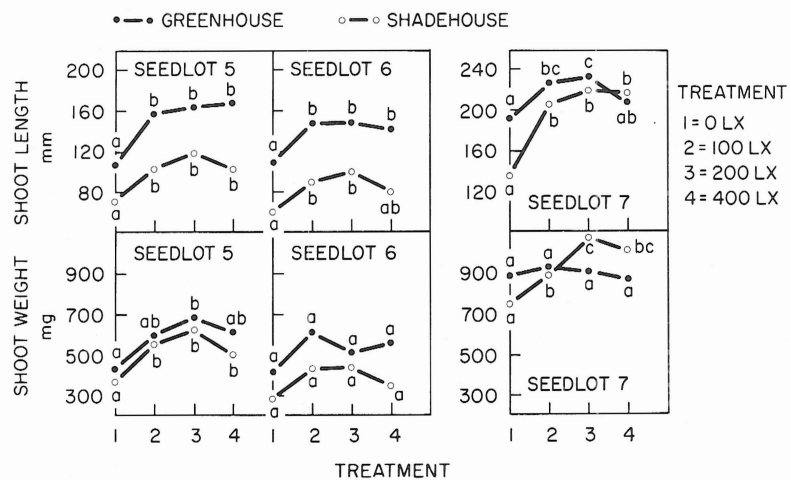 GREENHOUSE SHADEHOUSE
SHOOT LENGTH
mm
200
160
120
80
SEEDLOT 5
a b b b
a b b b
SEEDLOT 6
a b b b
a b b ab
240
200
160
120
a bc c b
a b b ab
SEEDLOT 7
TREATMENT
1 = 0 LX
2 = 100 LX
3 = 200 LX
4 = 400 LX
SHOOT WEIGHT
mg
900
700
500
300
SEEDLOT 5
a ab b ab
a b b b
SEEDLOT 6
a a a a
a a a a
900
700
500
300
a a c bc
a b a a
SEEDLOT 7
1 2 3 4 1 2 3 4 1 2 3 4
TREATMENT